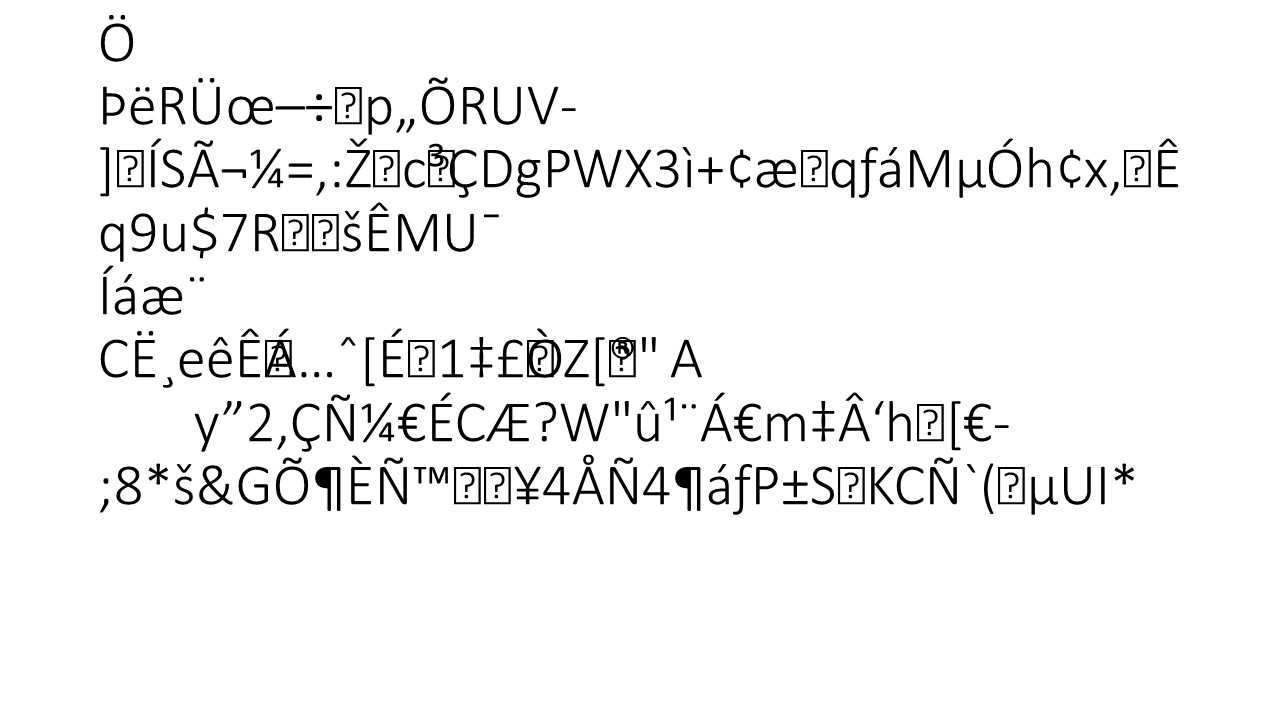 Ö
ÞëRÜœ─÷p„ÕRUV-
]ÍSÃ¬¼=,:Žc³ÇDgPWX3ì+¢æqƒáMµÓh¢x‚Ê
q9u$7RšÊMU¯
Íáæ¨
CË¸eêÊÁ…ˆ[É1‡£ÒZ[®" A
y”2,ÇÑ¼€ÉCÆ?W"û¹¨Á€m‡Â‘h[€-
;8*š&GÕ¶ÈÑ™¥4ÅÑ4¶áƒP±SKCÑ`(µUI*